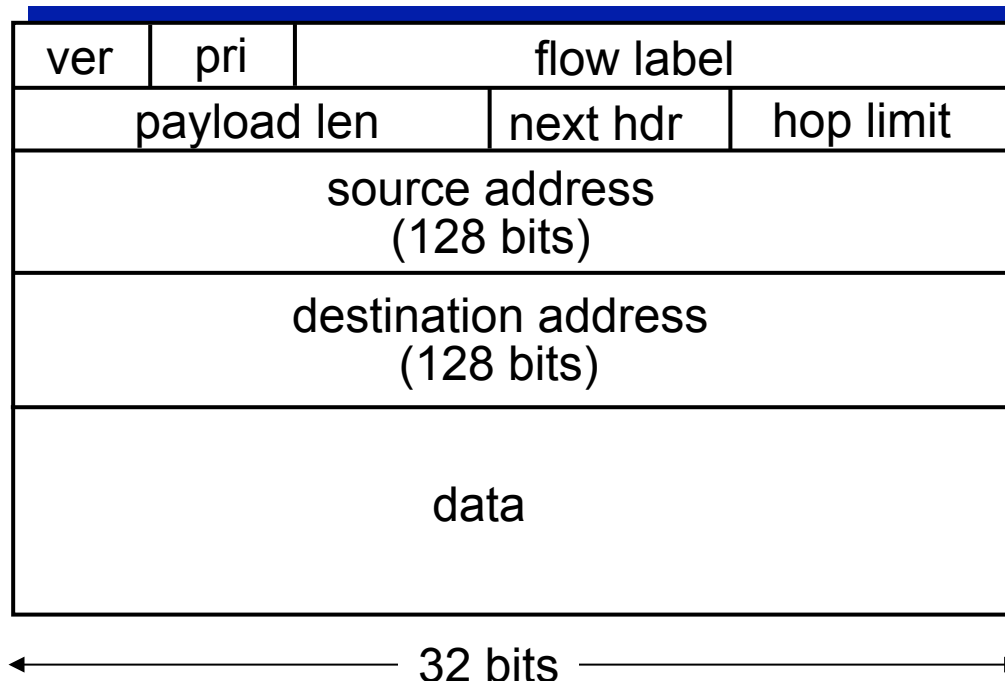 ver pri flow label
payload len next hdr hop limit
source address
(128 bits)
destination address
(128 bits)
data
32 bits